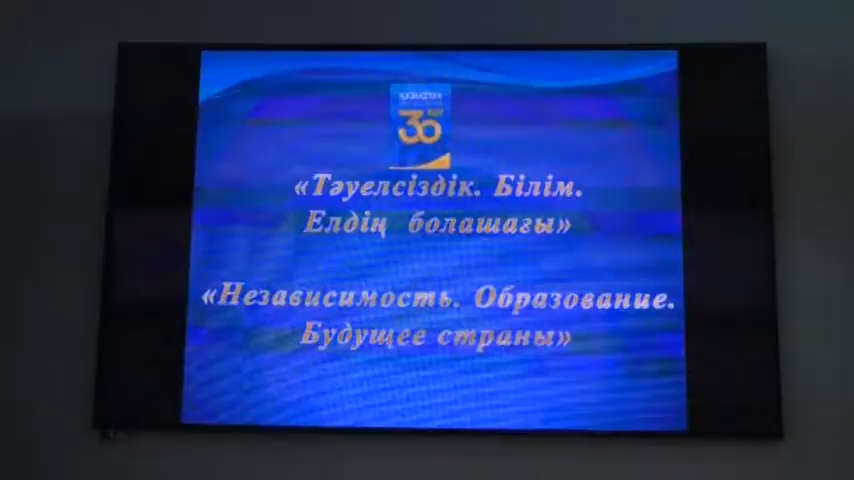 30
«Тәуелсіздік. Білім.
Елдің болашағы»
«Независимость. Образование.
Будущее страны»